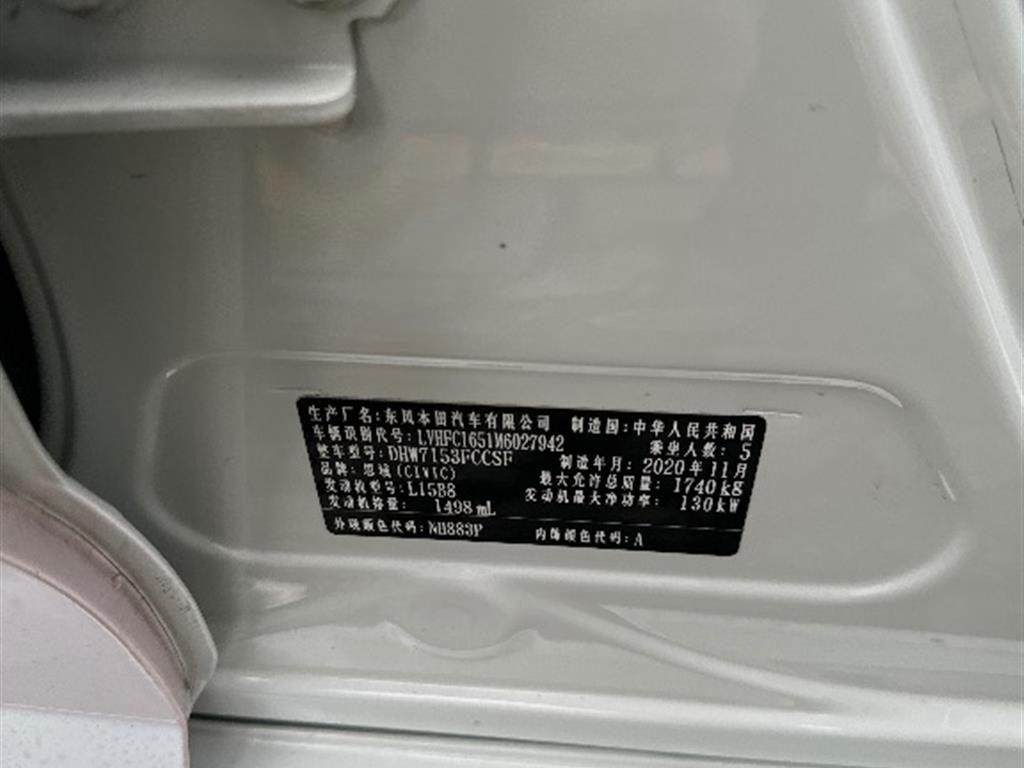 生产厂名:东风本田汽车有限公司 制造国:中华人民共和国
车辆识别代号:LVHFC1651M6027942 乘坐人数:5
整车型号:DHW7153FCCSF 制造年月:2020年11月
品牌:思域(CIVIC) 最大允许总质量:1740kg
发动机型号:L15B8 发动机最大净功率:130kW
发动机排量:1498mL
外观颜色代码:NH883P 内饰颜色代码:A